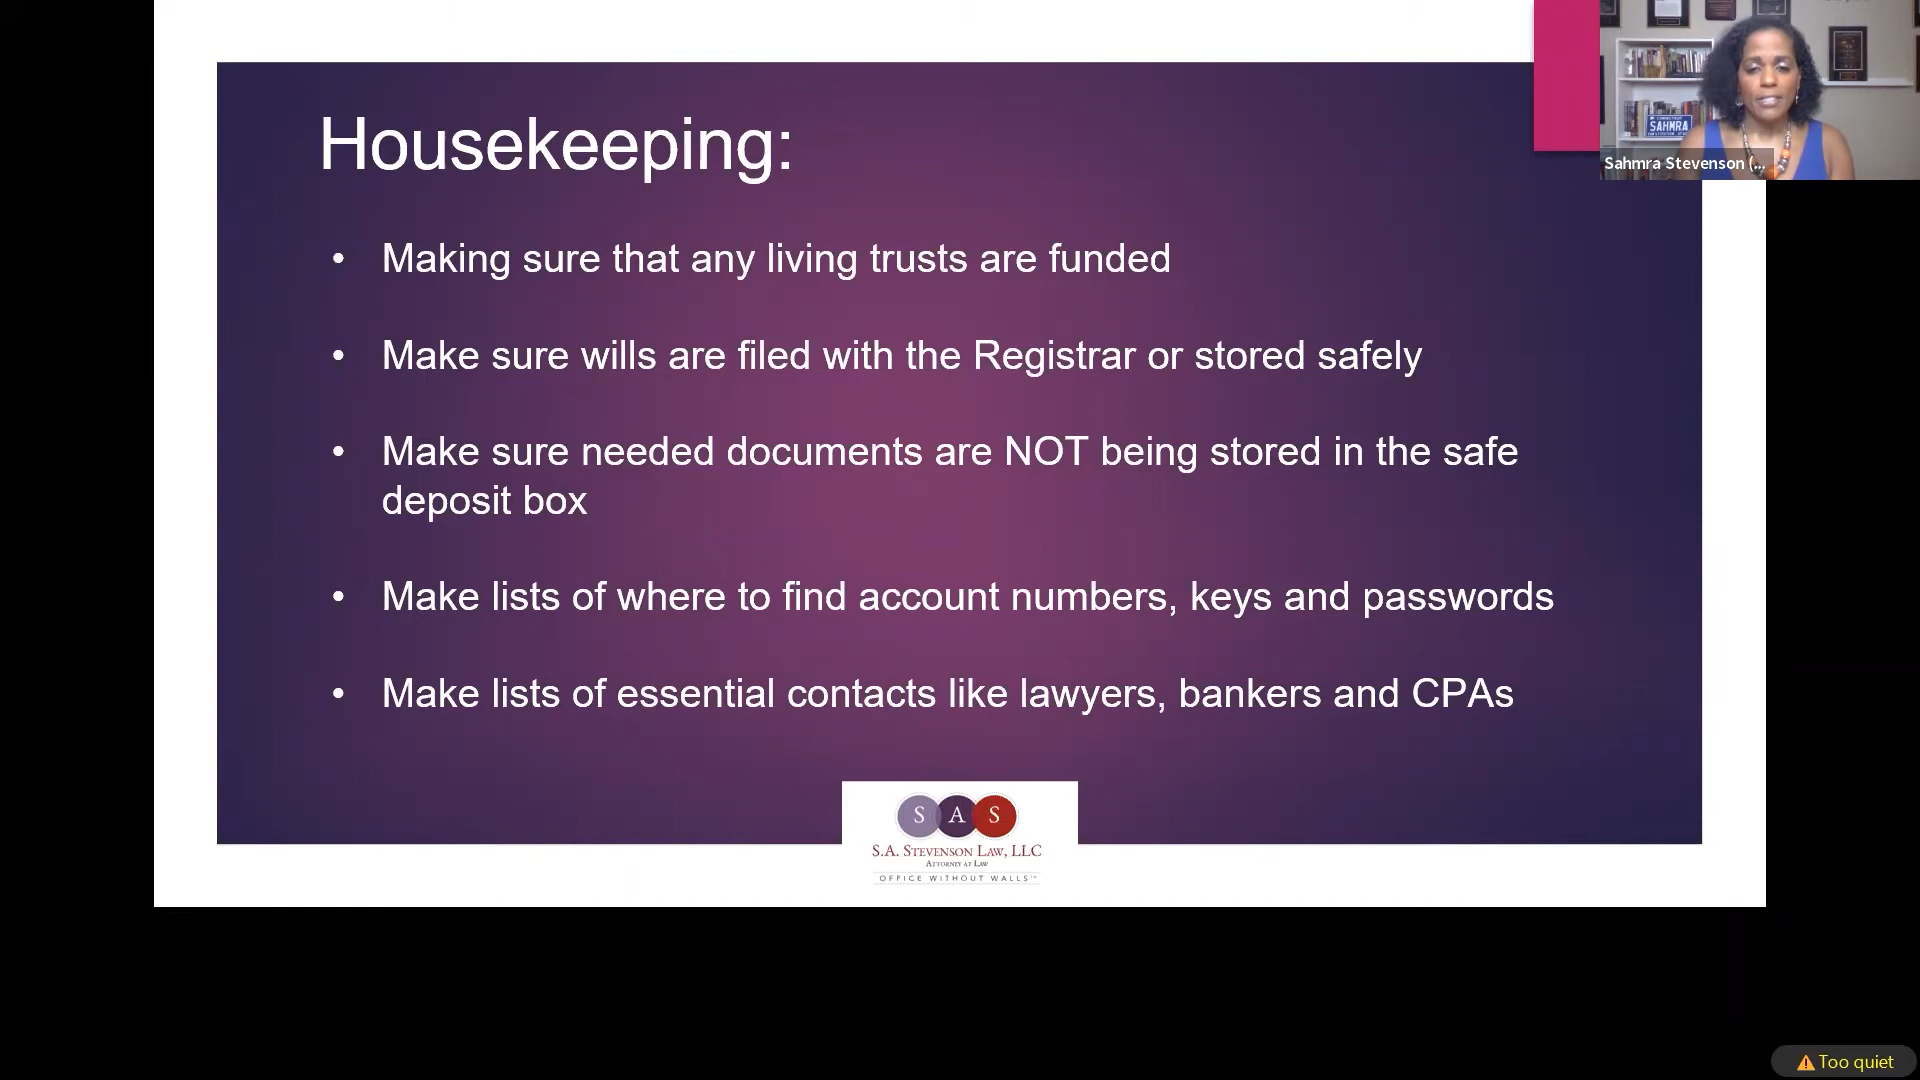 Housekeeping:
• Making sure that any living trusts are funded
• Make sure wills are filed with the Registrar or stored safely
• Make sure needed documents are NOT being stored in the safe
deposit box
• Make lists of where to find account numbers, keys and passwords
• Make lists of essential contacts like lawyers, bankers and CPAs
S A S
S.A. STEVENSON LAW, LLC
ATTORNEY AT LAW
OFFICE WITHOUT WALLS™
SAHMRA
Sahmra Stevenson (...
Too quiet